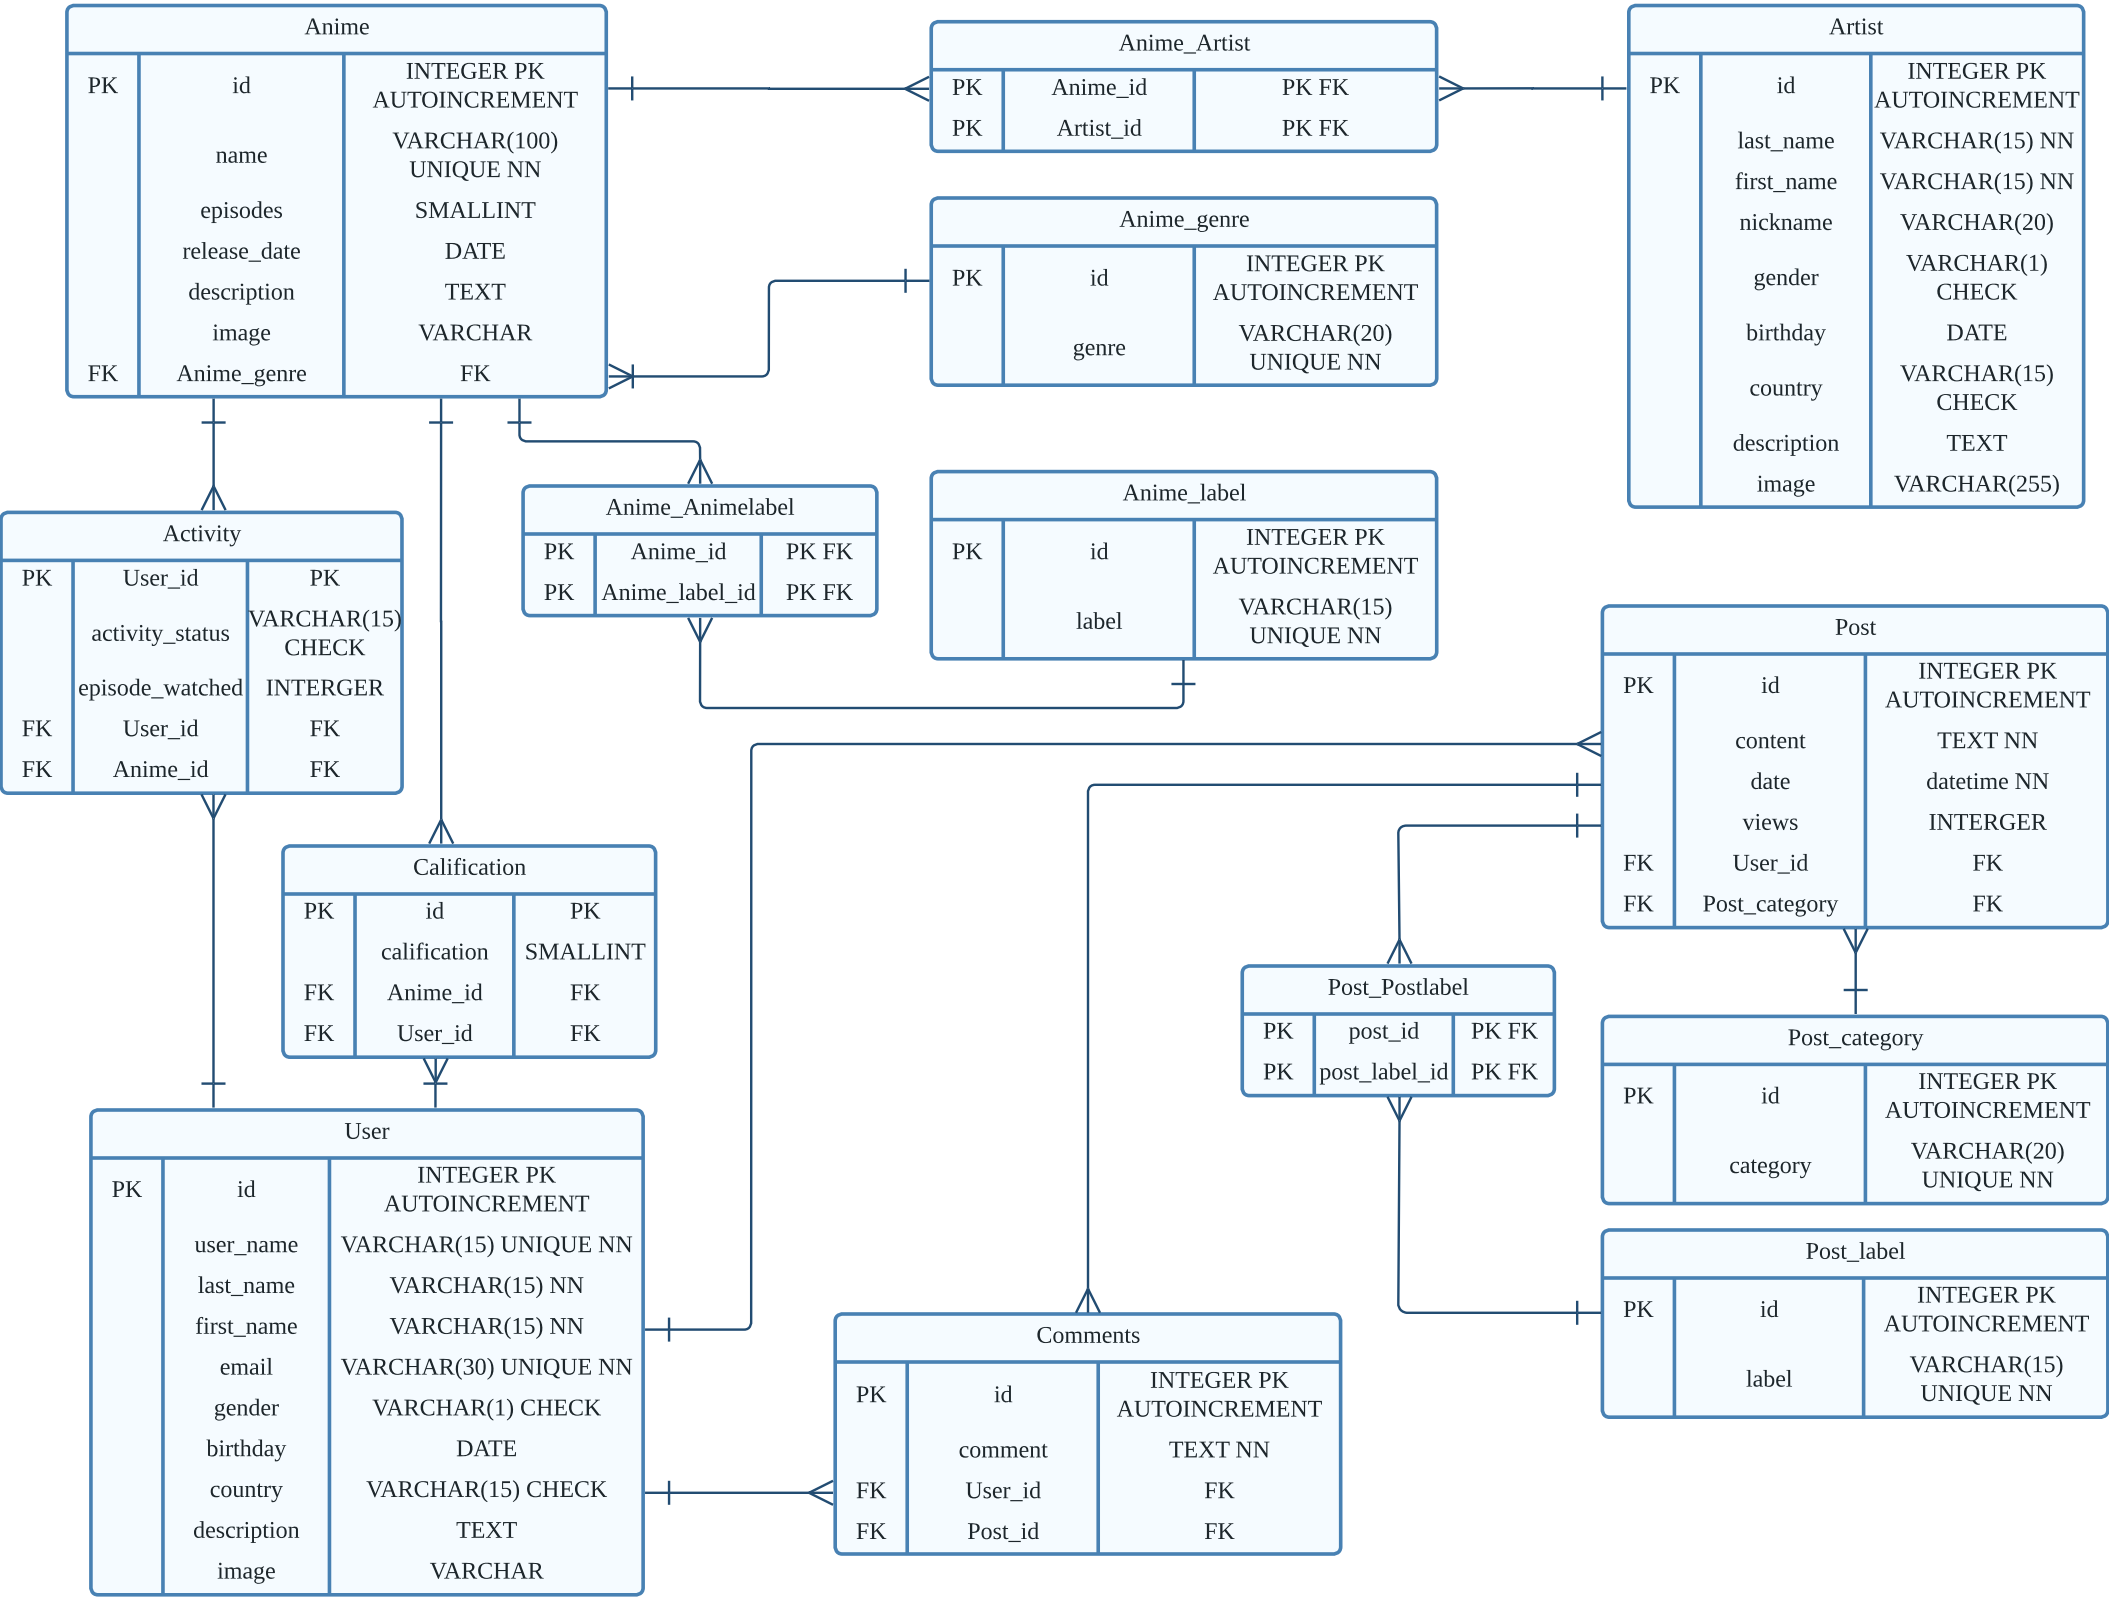 Anime
PK id INTEGER PK
AUTOINCREMENT
name VARCHAR(100)
UNIQUE NN
episodes SMALLINT
release_date DATE
description TEXT
image VARCHAR
FK Anime_genre FK
Anime_Artist
PK Anime_id PK FK
PK Artist_id PK FK
Artist
PK id INTEGER PK
AUTOINCREMENT
last_name VARCHAR(15) NN
first_name VARCHAR(15) NN
nickname VARCHAR(20)
gender VARCHAR(1)
CHECK
birthday DATE
country VARCHAR(15)
CHECK
description TEXT
image VARCHAR(255)
Anime_genre
PK id INTEGER PK
AUTOINCREMENT
genre VARCHAR(20)
UNIQUE NN
Anime_Animelabel
PK Anime_id PK FK
PK Anime_label_id PK FK
Anime_label
PK id INTEGER PK
AUTOINCREMENT
label VARCHAR(15)
UNIQUE NN
Activity
PK User_id PK
activity_status VARCHAR(15)
CHECK
episode_watched INTERGER
FK User_id FK
FK Anime_id FK
Post
PK id INTEGER PK
AUTOINCREMENT
content TEXT NN
date datetime NN
views INTERGER
FK User_id FK
FK Post_category FK
Calification
PK id PK
calification SMALLINT
FK Anime_id FK
FK User_id FK
Post_Postlabel
PK post_id PK FK
PK post_label_id PK FK
Post_category
PK id INTEGER PK
AUTOINCREMENT
category VARCHAR(20)
UNIQUE NN
User
PK id INTEGER PK
AUTOINCREMENT
user_name VARCHAR(15) UNIQUE NN
last_name VARCHAR(15) NN
first_name VARCHAR(15) NN
email VARCHAR(30) UNIQUE NN
gender VARCHAR(1) CHECK
birthday DATE
country VARCHAR(15) CHECK
description TEXT
image VARCHAR
Comments
PK id INTEGER PK
AUTOINCREMENT
comment TEXT NN
FK User_id FK
FK Post_id FK
Post_label
PK id INTEGER PK
AUTOINCREMENT
label VARCHAR(15)
UNIQUE NN